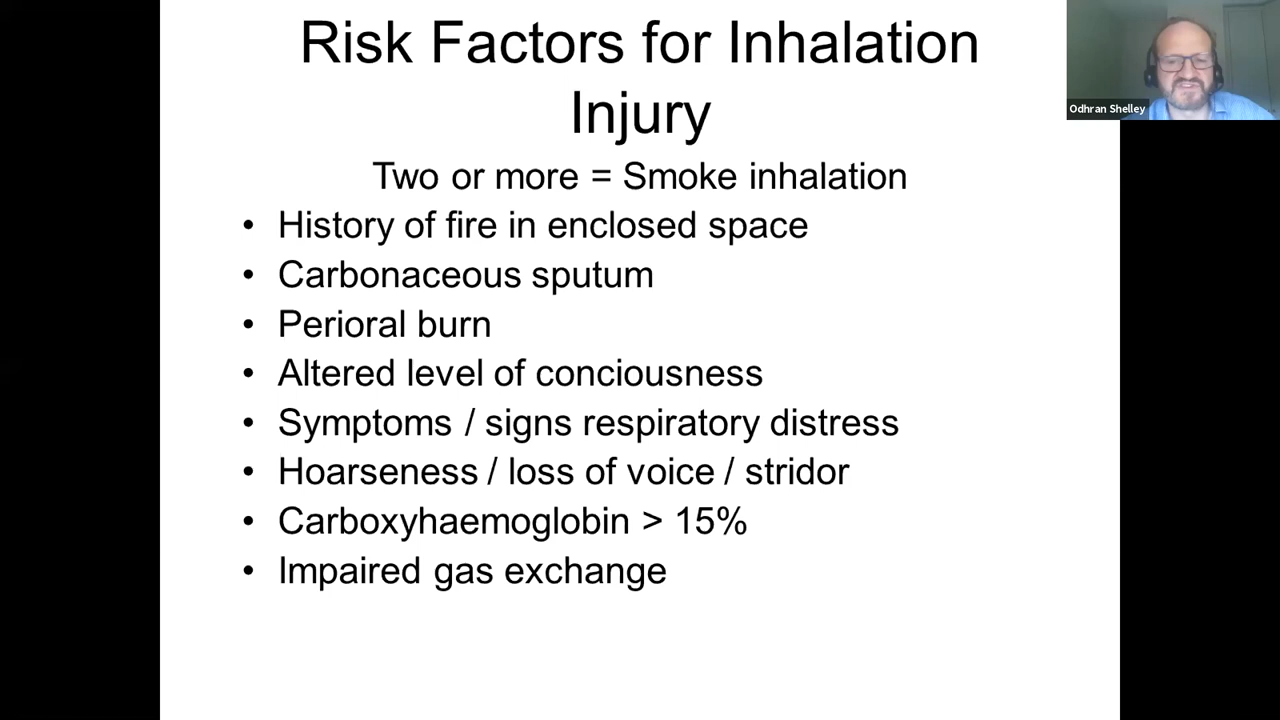 Risk Factors for Inhalation
Injury
Two or more = Smoke inhalation
• History of fire in enclosed space
• Carbonaceous sputum
• Perioral burn
• Altered level of conciousness
• Symptoms / signs respiratory distress
• Hoarseness / loss of voice / stridor
• Carboxyhaemoglobin > 15%
• Impaired gas exchange
Odhran Shelley